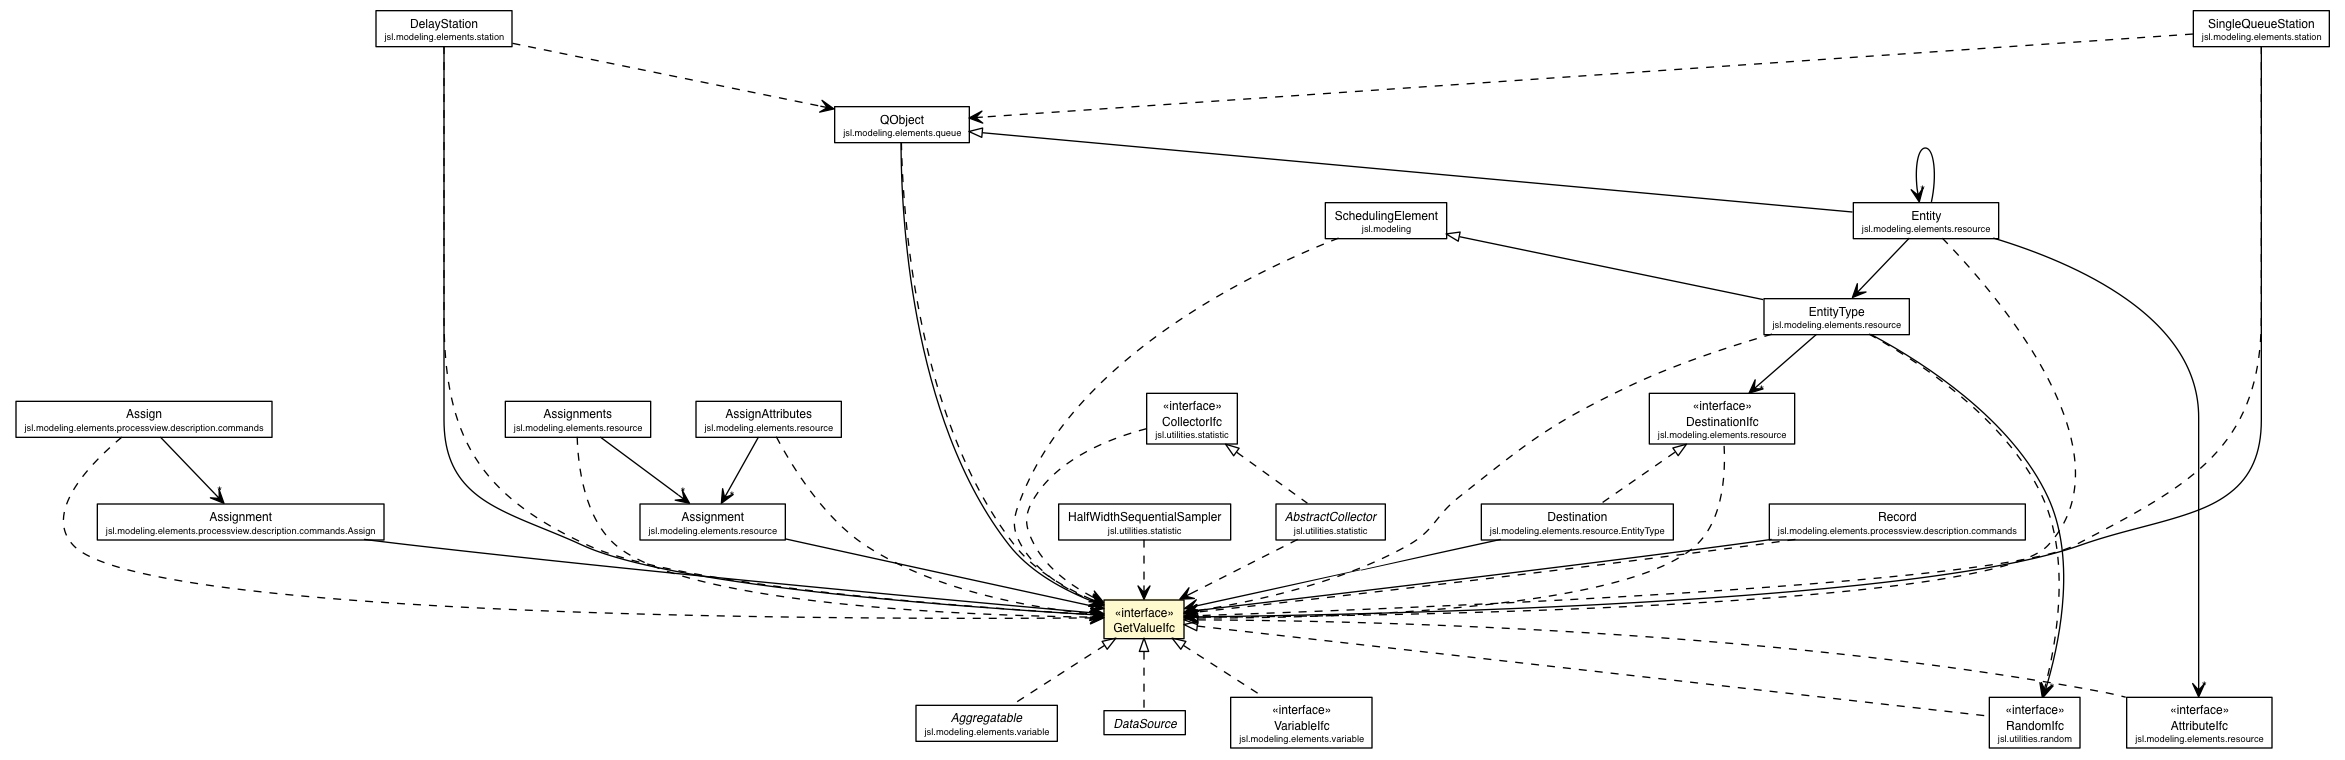 DelayStation
jsl.modeling.elements.station
SingleQueueStation
jsl.modeling.elements.station
QObject
jsl.modeling.elements.queue
SchedulingElement
jsl.modeling
Entity
jsl.modeling.elements.resource
*
EntityType
jsl.modeling.elements.resource
Assign
jsl.modeling.elements.processview.description.commands
Assignments
jsl.modeling.elements.resource
AssignAttributes
jsl.modeling.elements.resource
«interface»
CollectorIfc
jsl.utilities.statistic
«interface»
DestinationIfc
jsl.modeling.elements.resource
*
*
*
*
Assignment
jsl.modeling.elements.processview.description.commands.Assign
Assignment
jsl.modeling.elements.resource
HalfWidthSequentialSampler
jsl.utilities.statistic
AbstractCollector
jsl.utilities.statistic
Destination
jsl.modeling.elements.resource.EntityType
Record
jsl.modeling.elements.processview.description.commands
«interface»
GetValueIfc
Aggregatable
jsl.modeling.elements.variable
DataSource
«interface»
VariableIfc
jsl.modeling.elements.variable
«interface»
RandomIfc
jsl.utilities.random
«interface»
AttributeIfc
jsl.modeling.elements.resource